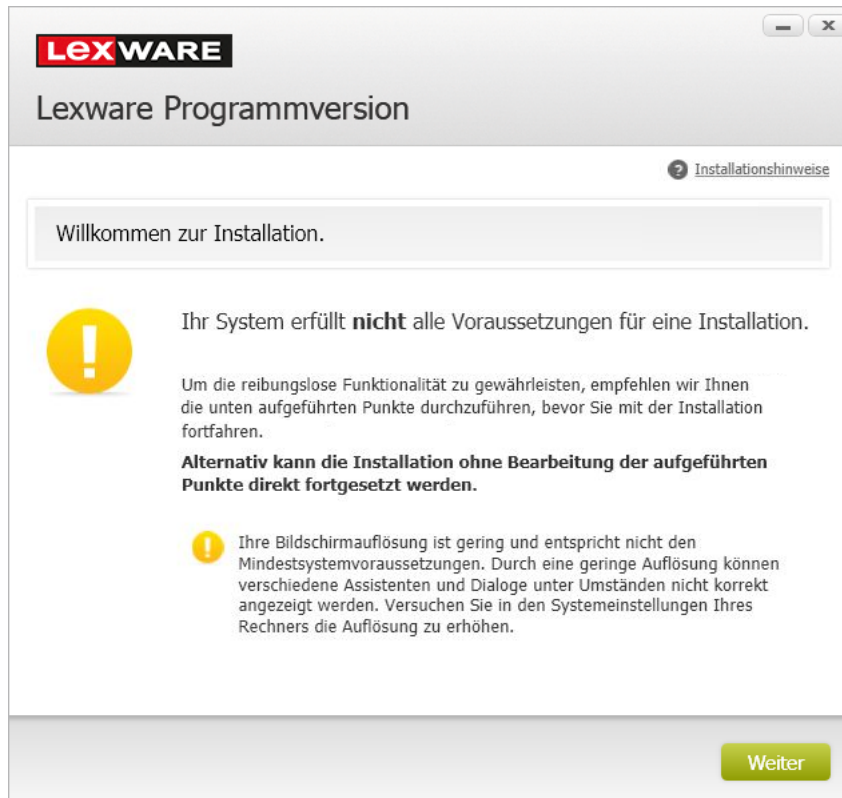 LEXWARE
Lexware Programmversion
? Installationshinweise
Willkommen zur Installation.
Ihr System erfüllt nicht alle Voraussetzungen für eine Installation.
Um die reibungslose Funktionalität zu gewährleisten, empfehlen wir Ihnen
die unten aufgeführten Punkte durchzuführen, bevor Sie mit der Installation
fortfahren.
Alternativ kann die Installation ohne Bearbeitung der aufgeführten
Punkte direkt fortgesetzt werden.
Ihre Bildschirmauflösung ist gering und entspricht nicht den
Mindestsystemvoraussetzungen. Durch eine geringe Auflösung können
verschiedene Assistenten und Dialoge unter Umständen nicht korrekt
angezeigt werden. Versuchen Sie in den Systemeinstellungen Ihres
Rechners die Auflösung zu erhöhen.
Weiter